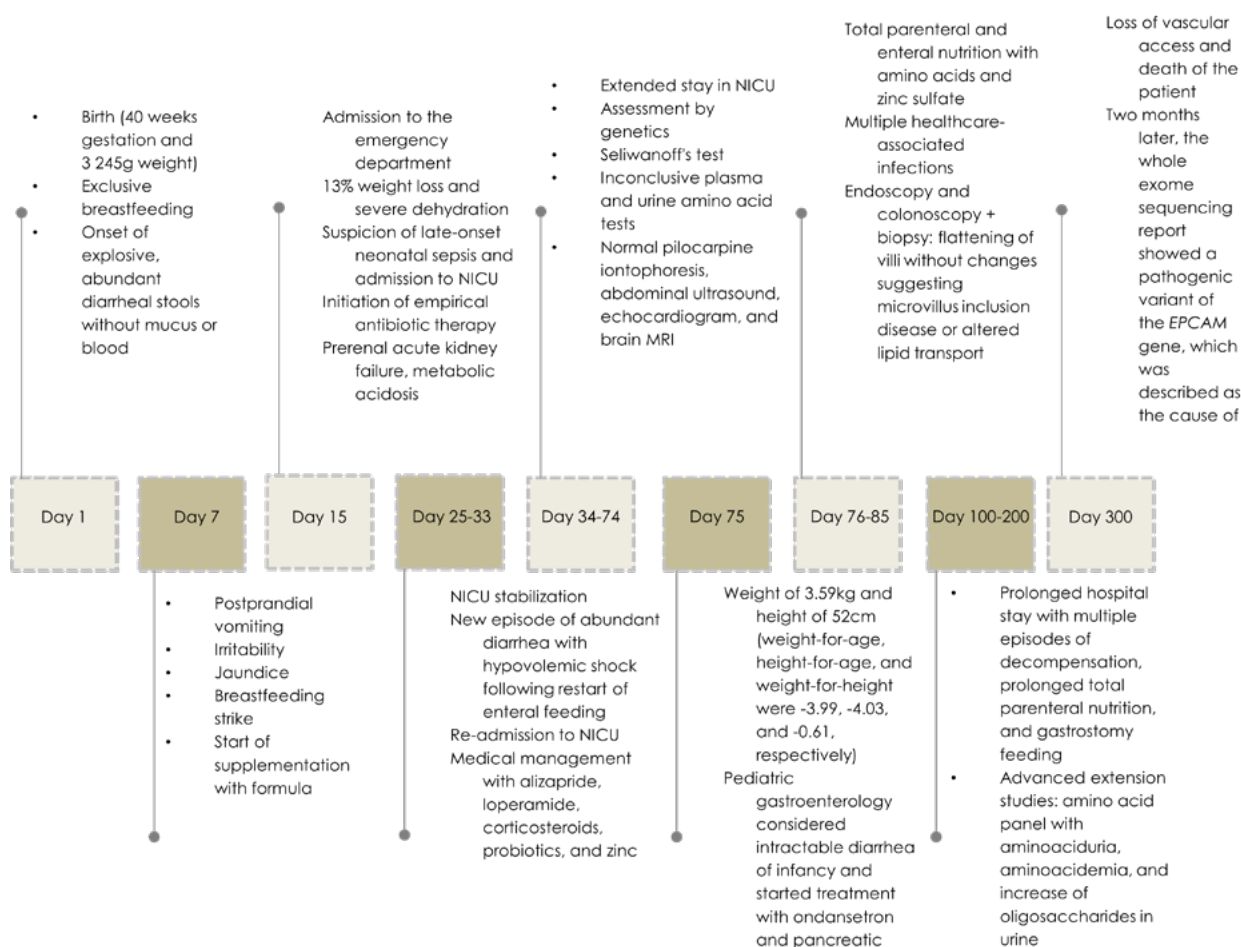 • Birth (40 weeks
gestation and
3 245g weight)
• Exclusive
breastfeeding
• Onset of
explosive,
abundant
diarrheal stools
without mucus or
blood
Admission to the
emergency
department
13% weight loss and
severe dehydration
Suspicion of late-onset
neonatal sepsis and
admission to NICU
Initiation of empirical
antibiotic therapy
Prerenal acute kidney
failure, metabolic
acidosis
• Extended stay in NICU
• Assessment by
genetics
• Seliwanoff's test
• Inconclusive plasma
and urine amino acid
tests
• Normal pilocarpine
iontophoresis,
abdominal ultrasound,
echocardiogram, and
brain MRI
Total parenteral and
enteral nutrition with
amino acids and
zinc sulfate
Multiple healthcare-
associated
infections
Endoscopy and
colonoscopy +
biopsy: flattening of
villi without changes
suggesting
microvillus inclusion
disease or altered
lipid transport
Loss of vascular
access and
death of the
patient
Two months
later, the
whole
exome
sequencing
report
showed a
pathogenic
variant of
the EPCAM
gene, which
was
described as
the cause of
Day 1
Day 7
Day 15
Day 25-33
Day 34-74
Day 75
Day 76-85
Day 100-200
Day 300
• Postprandial
vomiting
• Irritability
• Jaundice
• Breastfeeding
strike
• Start of
supplementation
with formula
NICU stabilization
New episode of abundant
diarrhea with
hypovolemic shock
following restart of
enteral feeding
Re-admission to NICU
Medical management
with alizapride,
loperamide,
corticosteroids,
probiotics, and zinc
Weight of 3.59kg and
height of 52cm
(weight-for-age,
height-for-age, and
weight-for-height
were -3.99, -4.03,
and -0.61,
respectively)
Pediatric
gastroenterology
considered
intractable diarrhea
of infancy and
started treatment
with ondansetron
and pancreatic
• Prolonged hospital
stay with multiple
episodes of
decompensation,
prolonged total
parenteral nutrition,
and gastrostomy
feeding
• Advanced extension
studies: amino acid
panel with
aminoaciduria,
aminoacidemia, and
increase of
oligosaccharides in
urine